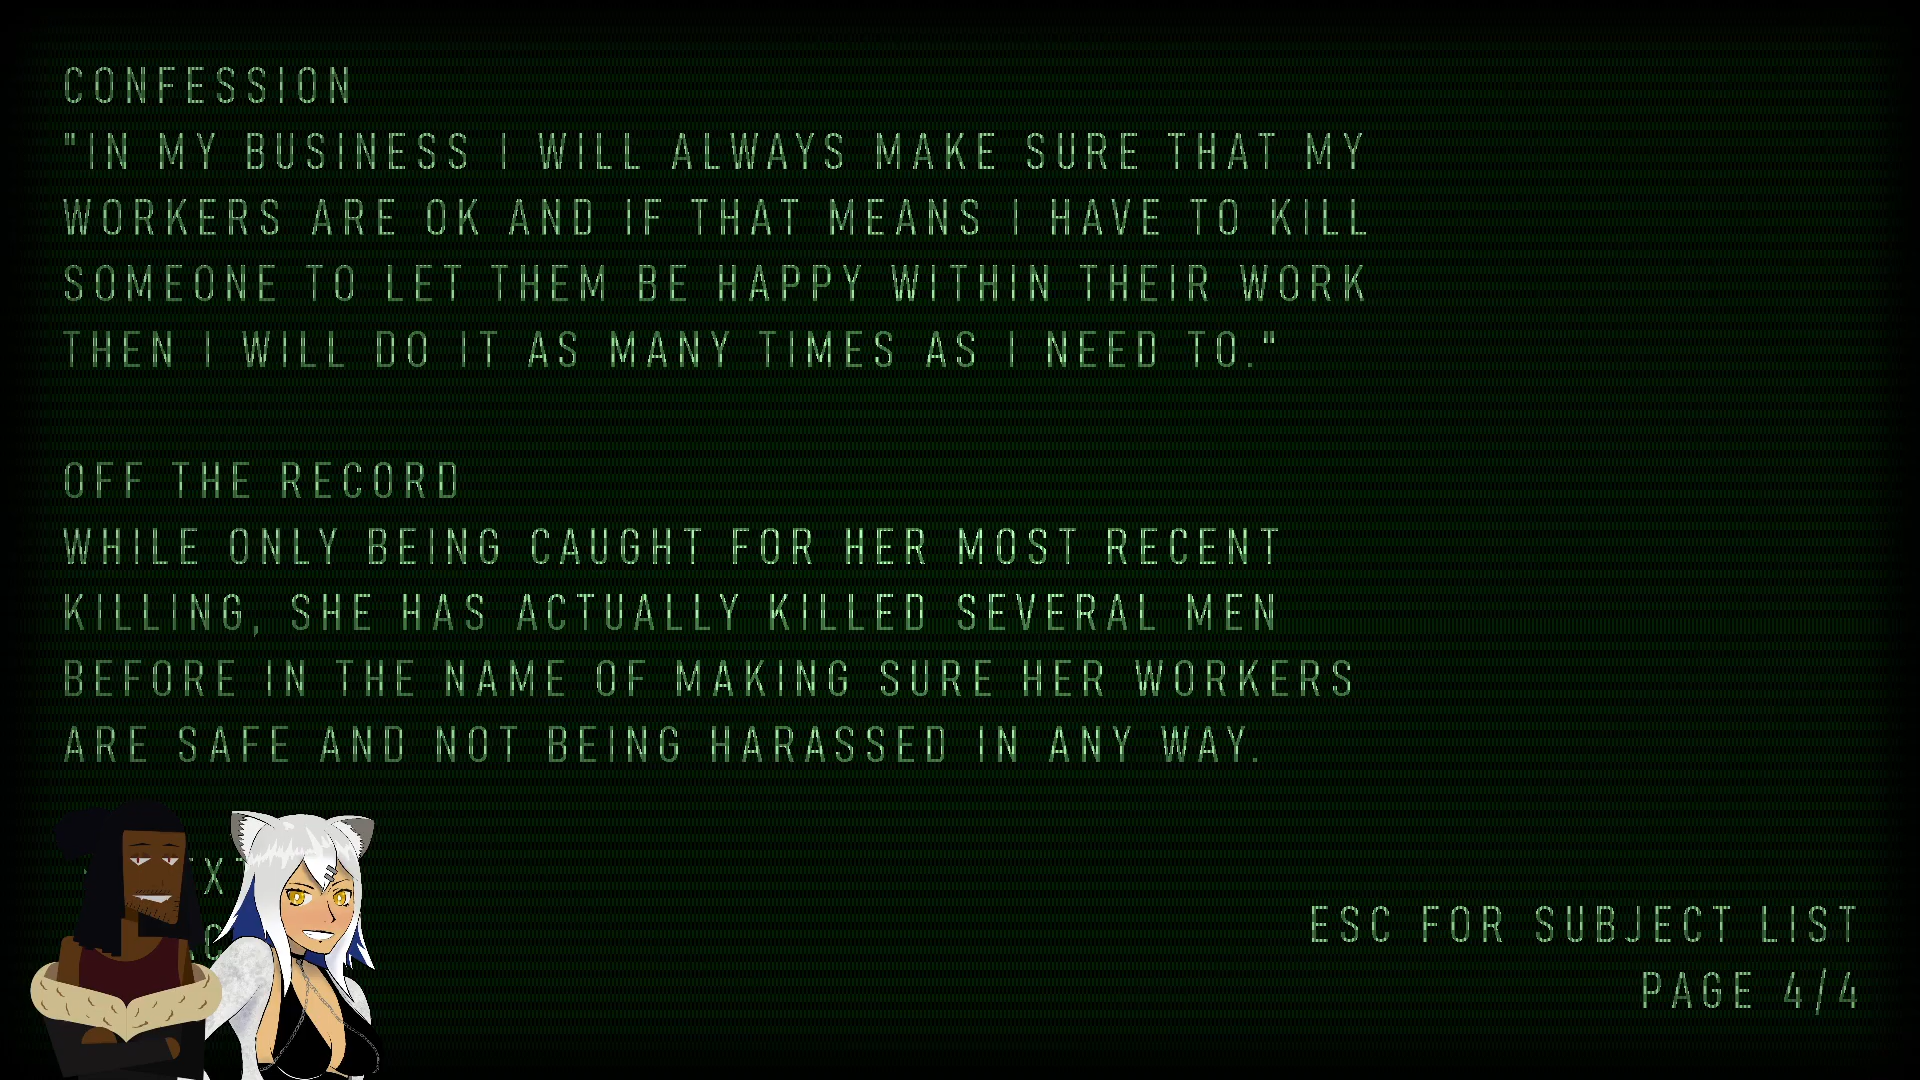 CONFESSION
"IN MY BUSINESS I WILL ALWAYS MAKE SURE THAT MY
WORKERS ARE OK AND IF THAT MEANS I HAVE TO KILL
SOMEONE TO LET THEM BE HAPPY WITHIN THEIR WORK
THEN I WILL DO IT AS MANY TIMES AS I NEED TO."
OFF THE RECORD
WHILE ONLY BEING CAUGHT FOR HER MOST RECENT
KILLING, SHE HAS ACTUALLY KILLED SEVERAL MEN
BEFORE IN THE NAME OF MAKING SURE HER WORKERS
ARE SAFE AND NOT BEING HARASSED IN ANY WAY.
ESC FOR SUBJECT LIST
PAGE 4/4